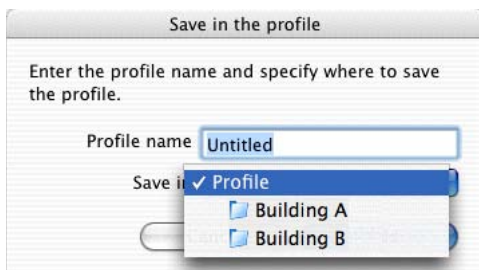 Save in the profile
Enter the profile name and specify where to save
the profile.
Profile name Untitled
Save i ✓ Profile
Building A
Building B